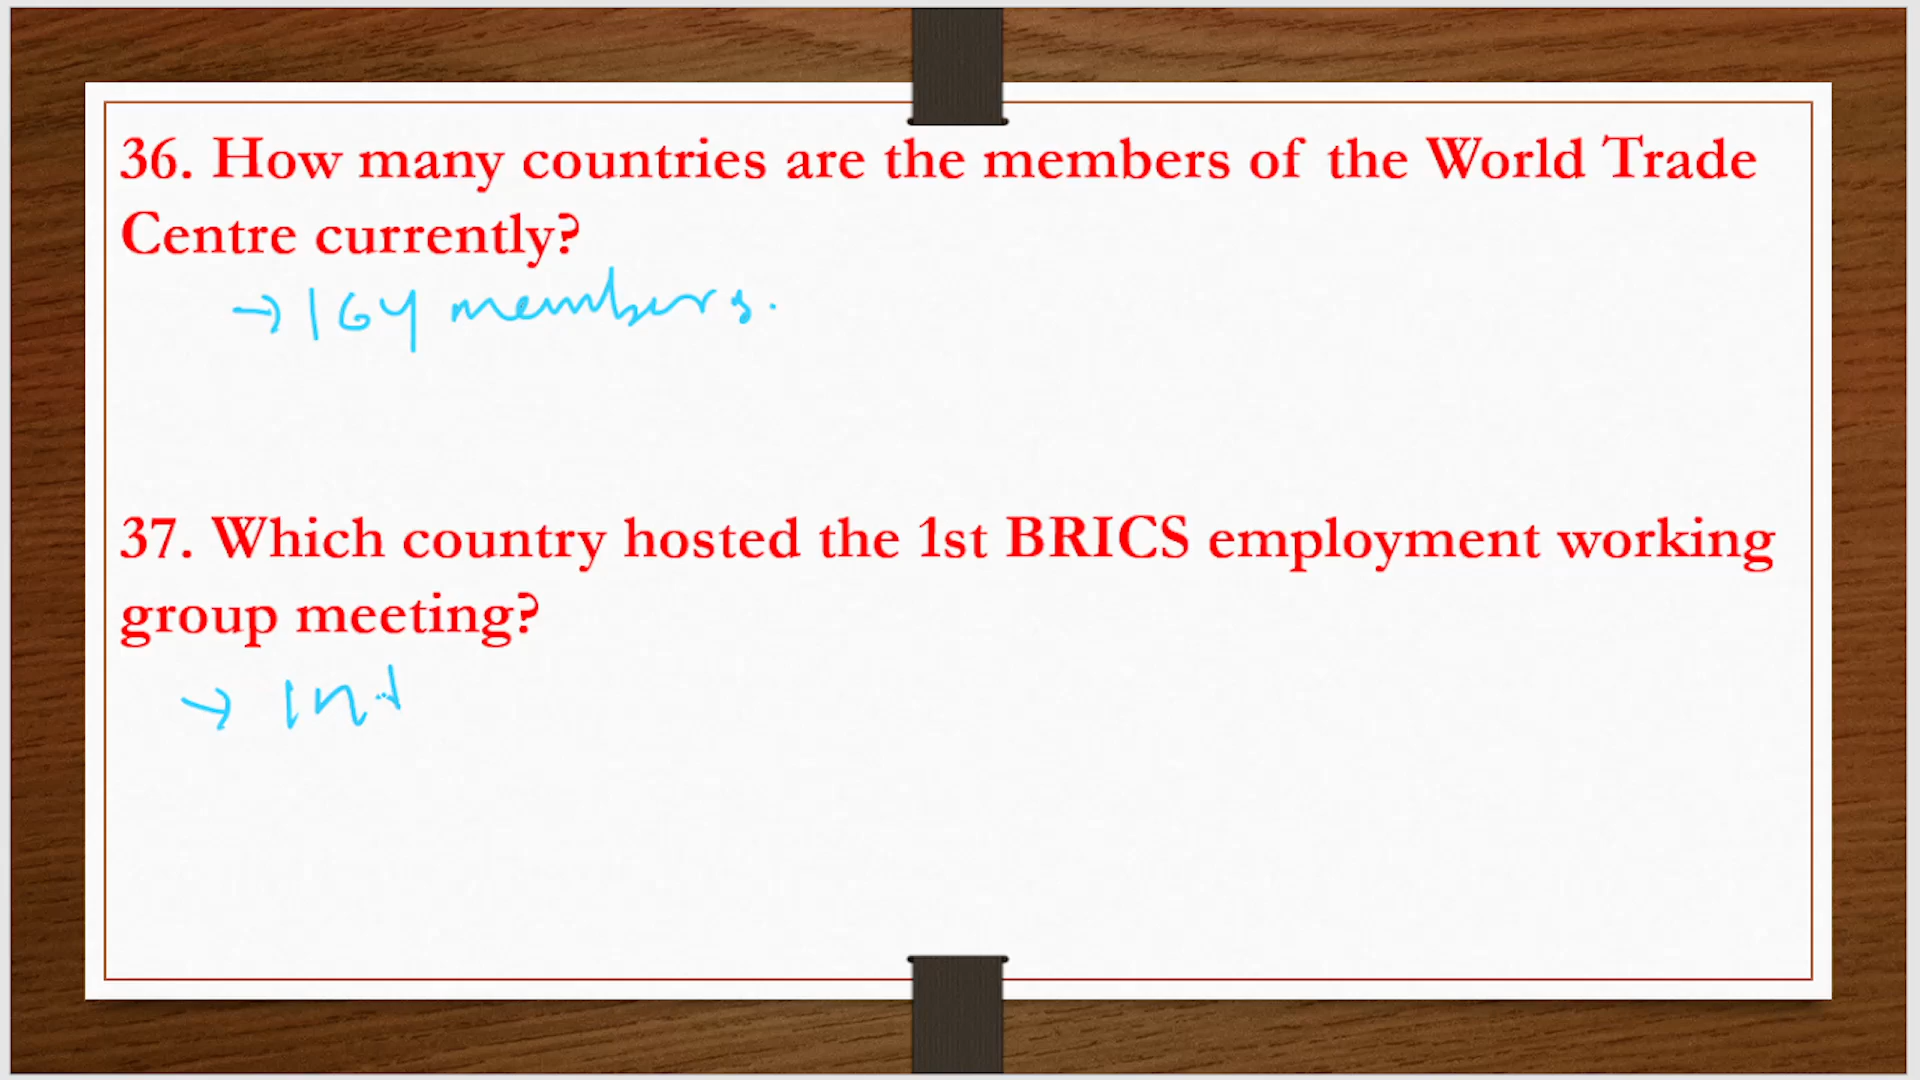 36. How many countries are the members of the World Trade
Centre currently?
→ 164 members.
37. Which country hosted the 1st BRICS employment working
group meeting?
→ Ind